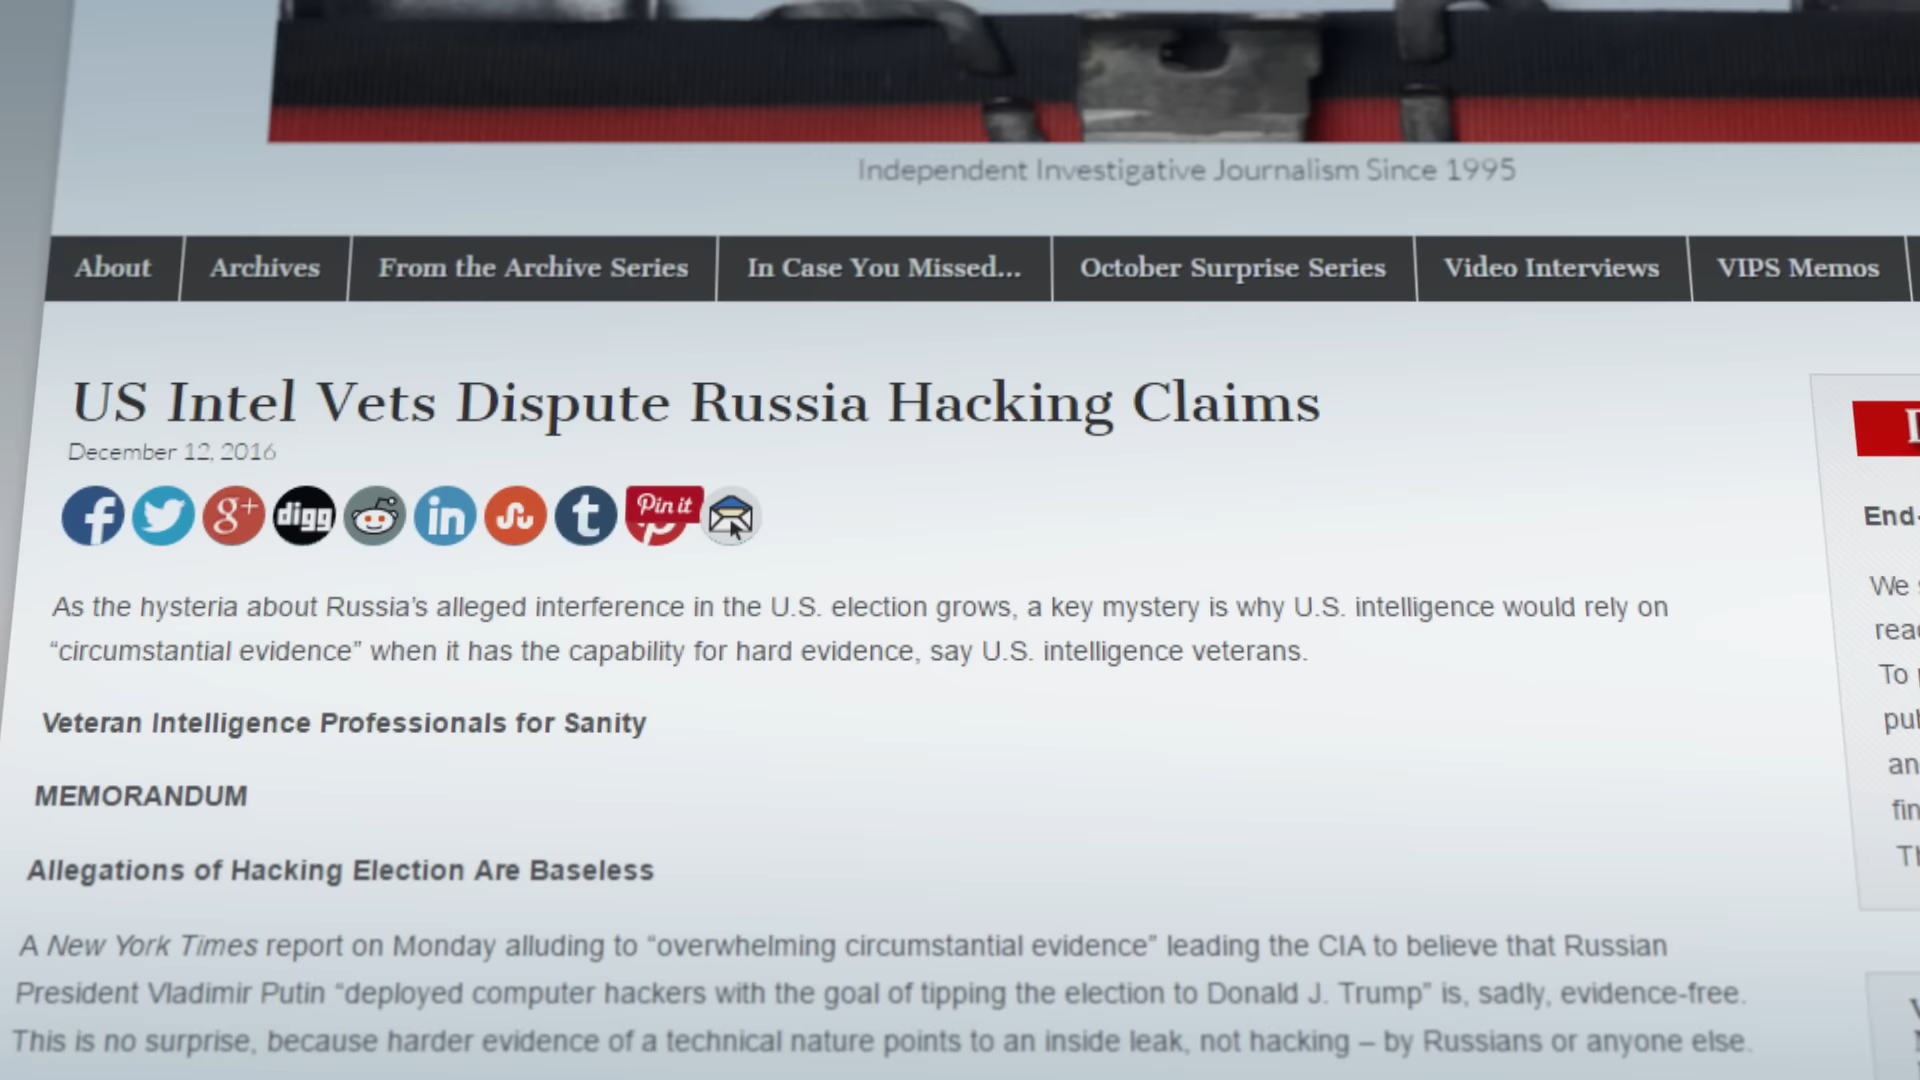 Independent Investigative Journalism Since 1995
About Archives From the Archive Series In Case You Missed... October Surprise Series Video Interviews VIPS Memos
US Intel Vets Dispute Russia Hacking Claims
December 12, 2016
f g+ digg in t Pin it
As the hysteria about Russia's alleged interference in the U.S. election grows, a key mystery is why U.S. intelligence would rely on
“circumstantial evidence” when it has the capability for hard evidence, say U.S. intelligence veterans.
Veteran Intelligence Professionals for Sanity
MEMORANDUM
Allegations of Hacking Election Are Baseless
A New York Times report on Monday alluding to “overwhelming circumstantial evidence” leading the CIA to believe that Russian
President Vladimir Putin “deployed computer hackers with the goal of tipping the election to Donald J. Trump” is, sadly, evidence-free.
This is no surprise, because harder evidence of a technical nature points to an inside leak, not hacking – by Russians or anyone else.
End-
We
To